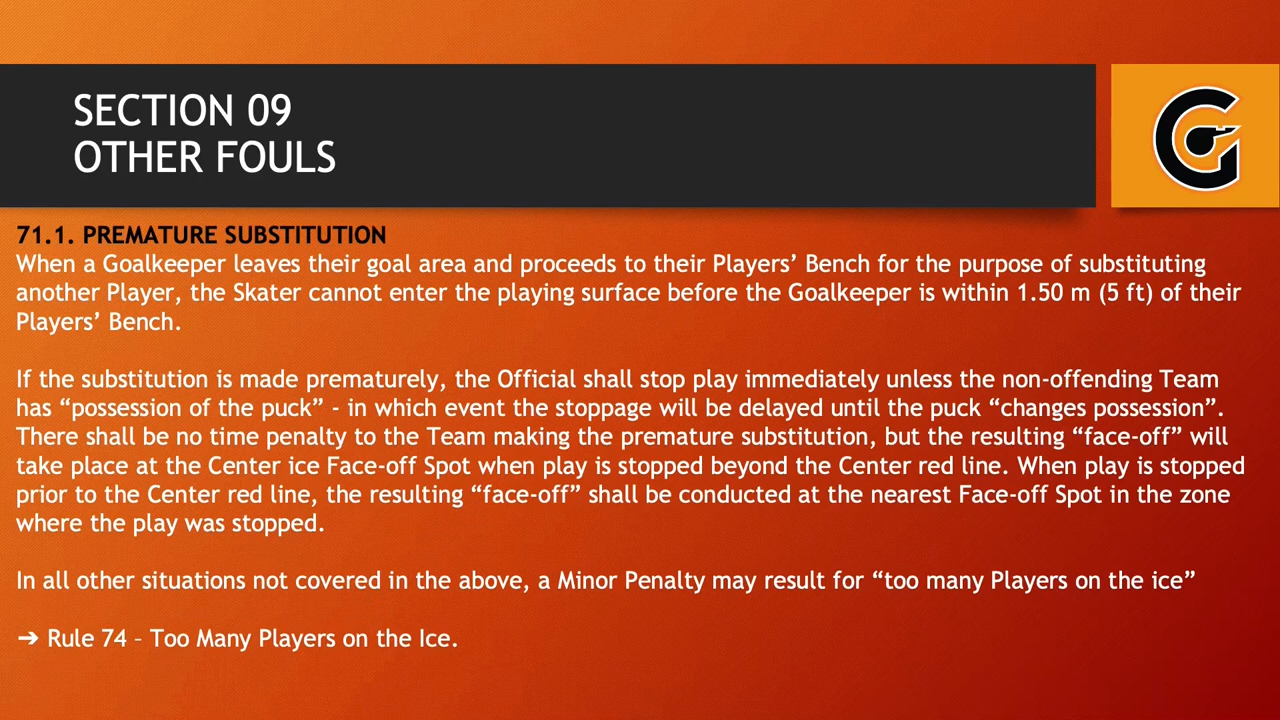 SECTION 09
OTHER FOULS
71.1. PREMATURE SUBSTITUTION
When a Goalkeeper leaves their goal area and proceeds to their Players’ Bench for the purpose of substituting
another Player, the Skater cannot enter the playing surface before the Goalkeeper is within 1.50 m (5 ft) of their
Players’ Bench.
If the substitution is made prematurely, the Official shall stop play immediately unless the non-offending Team
has “possession of the puck” - in which event the stoppage will be delayed until the puck “changes possession”.
There shall be no time penalty to the Team making the premature substitution, but the resulting “face-off” will
take place at the Center ice Face-off Spot when play is stopped beyond the Center red line. When play is stopped
prior to the Center red line, the resulting “face-off” shall be conducted at the nearest Face-off Spot in the zone
where the play was stopped.
In all other situations not covered in the above, a Minor Penalty may result for “too many Players on the ice”
➔ Rule 74 – Too Many Players on the Ice.